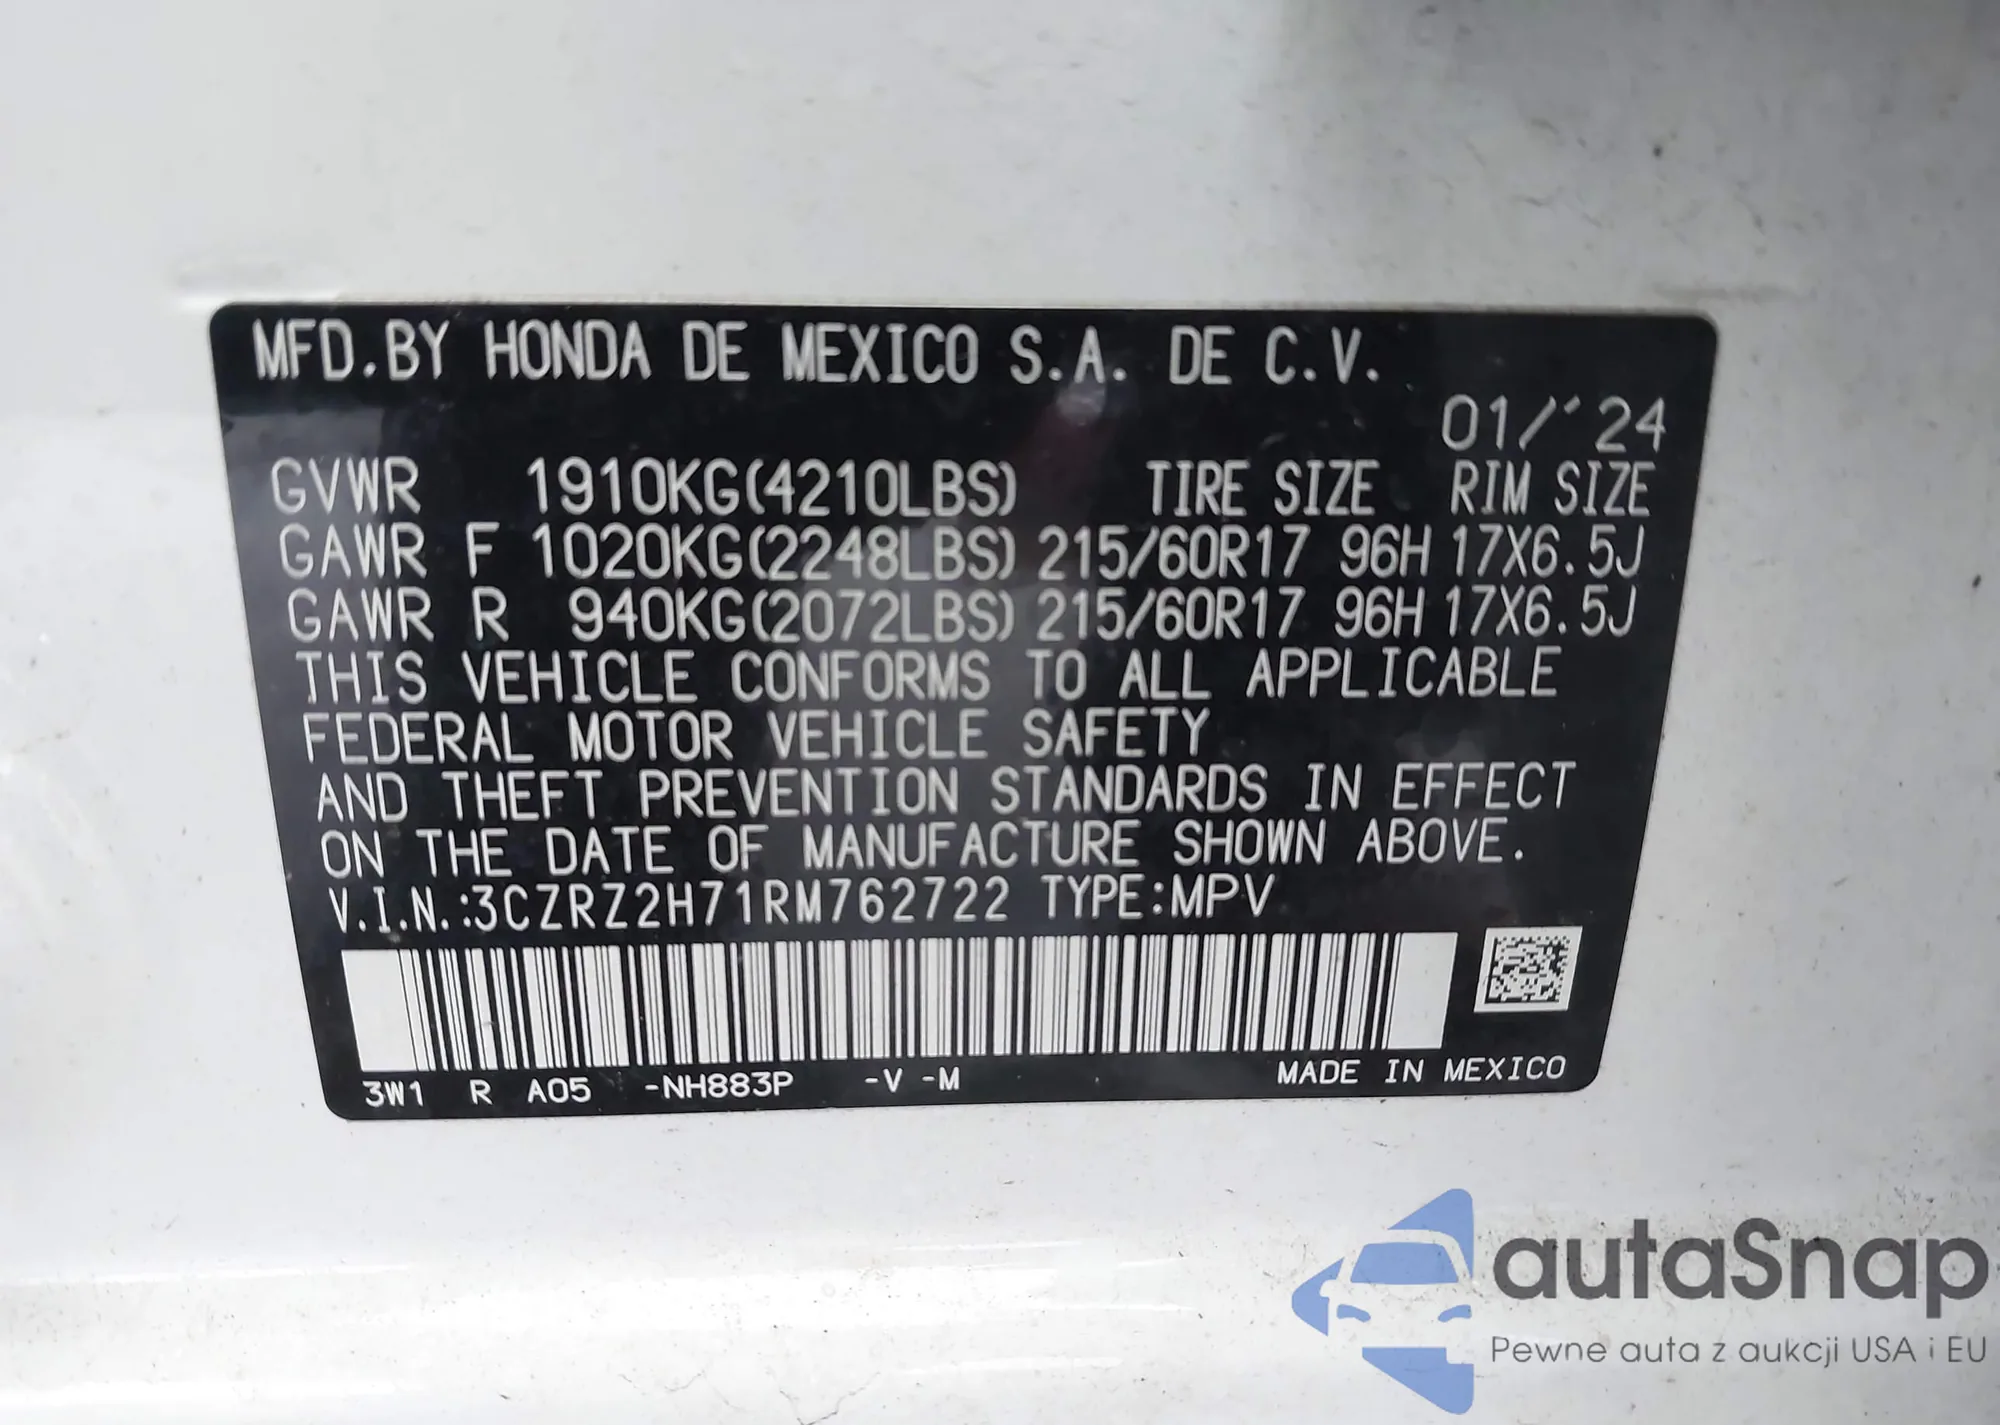 MFD.BY HONDA DE MEXICO S.A. DE C.V.
01/'24
GVWR 1910KG(4210LBS) TIRE SIZE RIM SIZE
GAWR F 1020KG(2248LBS) 215/60R17 96H 17X6.5J
GAWR R 940KG(2072LBS) 215/60R17 96H 17X6.5J
THIS VEHICLE CONFORMS TO ALL APPLICABLE
FEDERAL MOTOR VEHICLE SAFETY
AND THEFT PREVENTION STANDARDS IN EFFECT
ON THE DATE OF MANUFACTURE SHOWN ABOVE.
V.I.N.:3CZRZ2H71RM762722 TYPE:MPV
3W1 R A05 -NH883P -V -M MADE IN MEXICO
autaSnap
Pewne auta z aukcji USA i EU